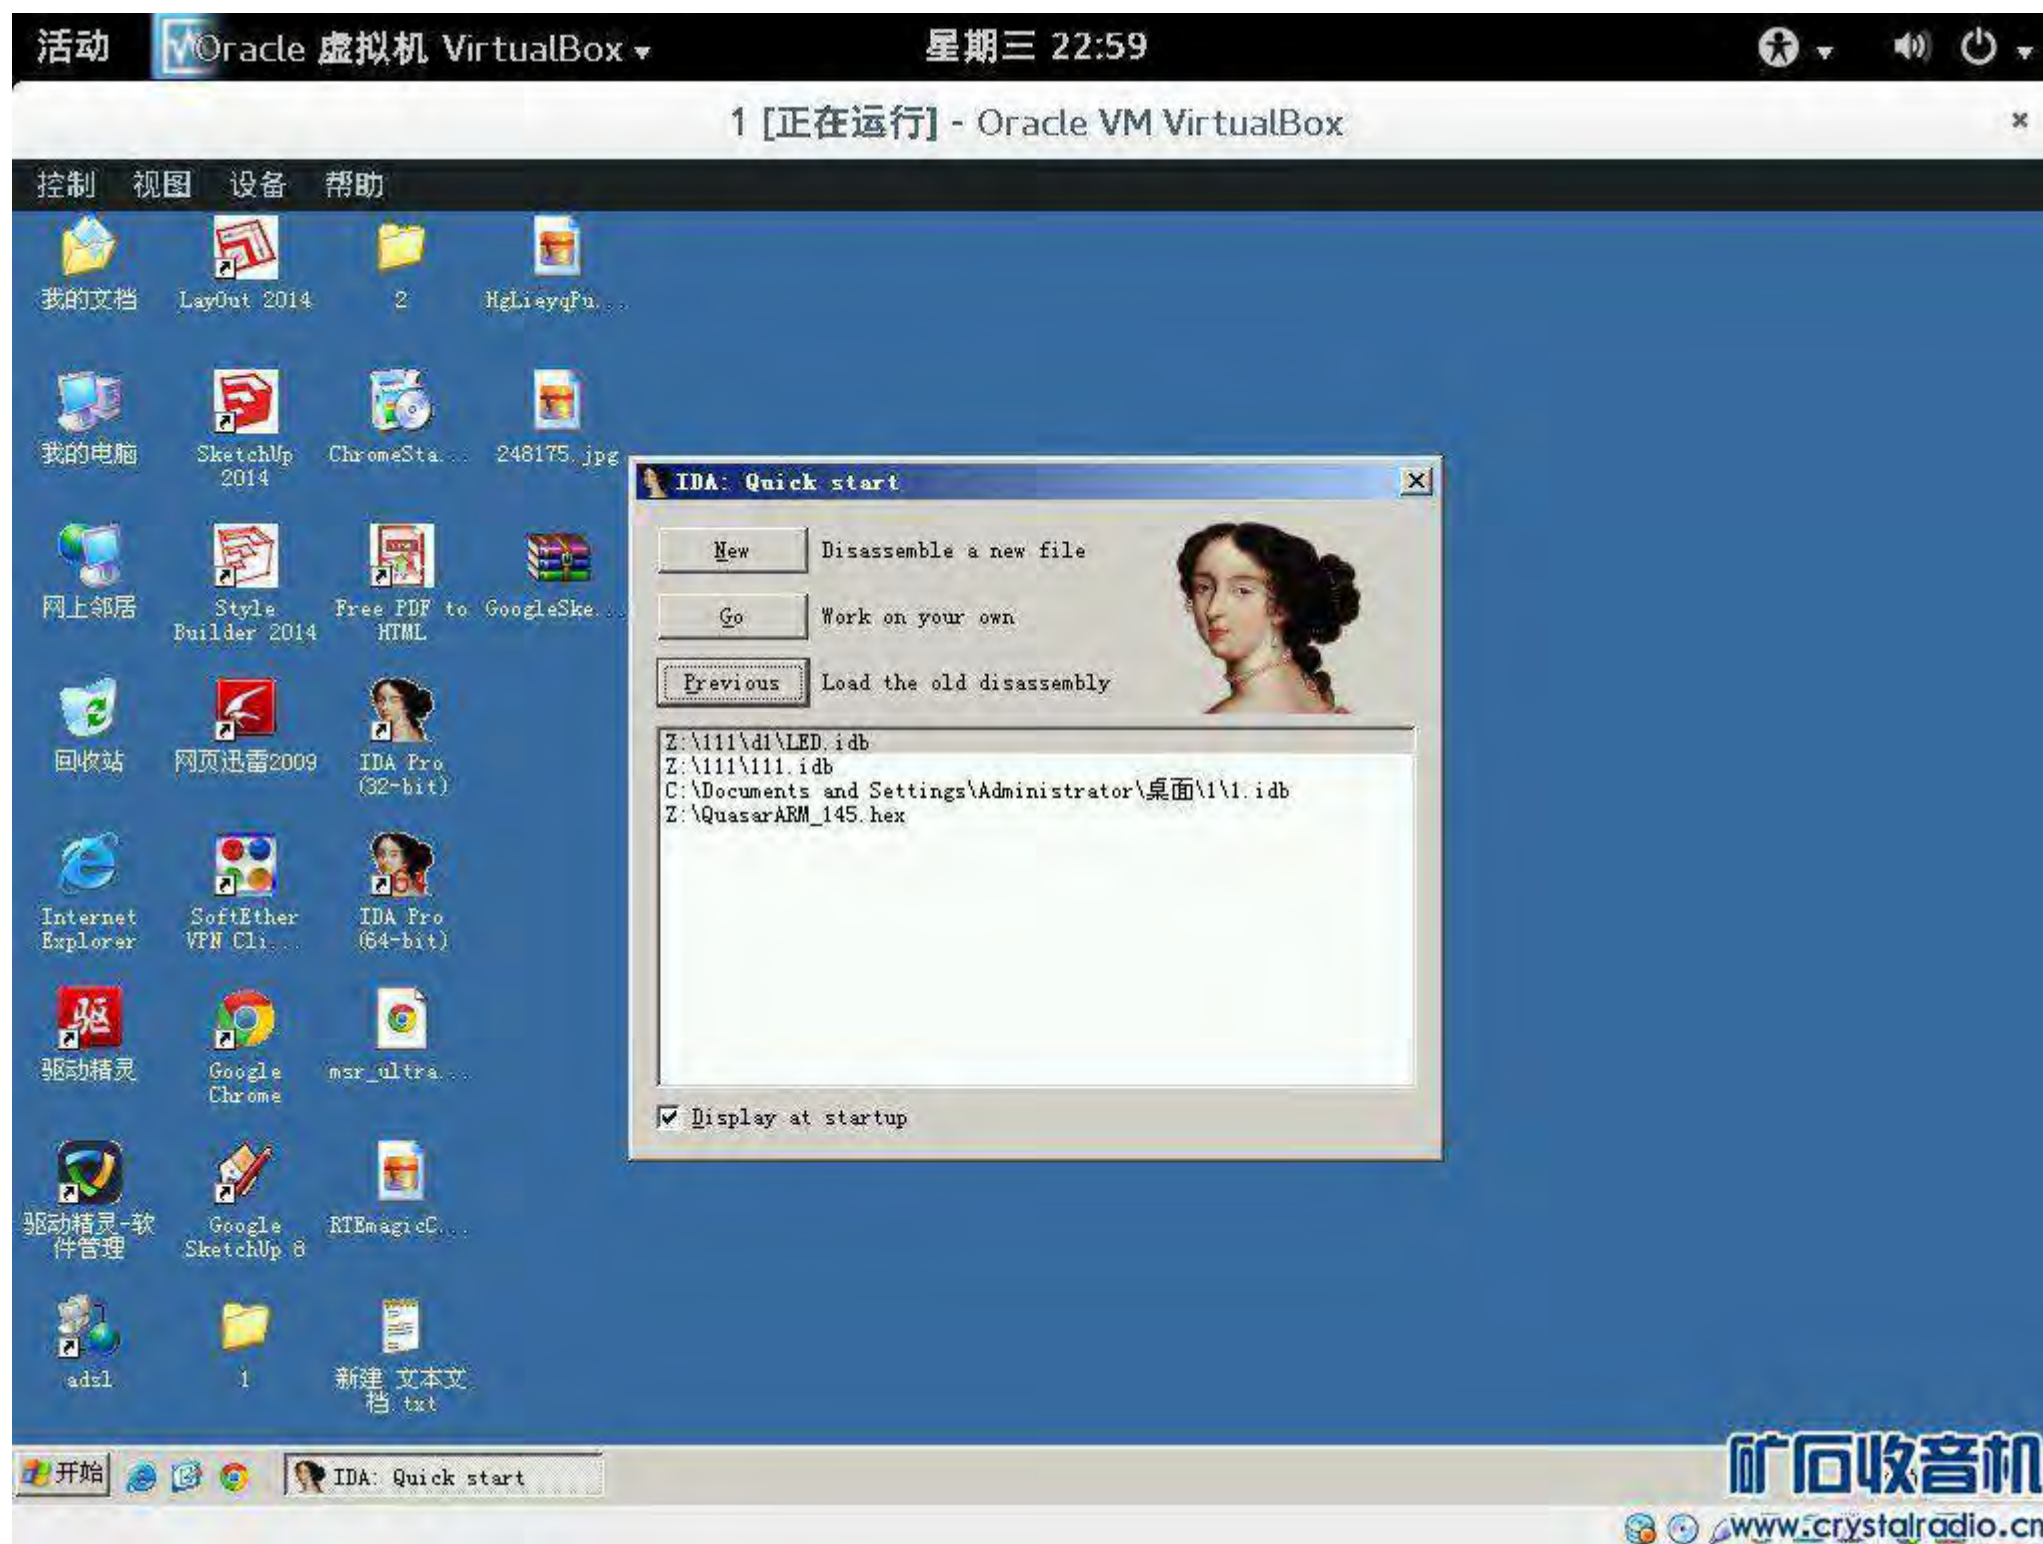 活动 Oracle 虚拟机 VirtualBox 星期三 22:59
1 [正在运行] - Oracle VM VirtualBox
控制 视图 设备 帮助
我的文档 LayOut 2014 2 HgLieyqPu...
我的电脑 SketchUp 2014 ChromeSta... 248175.jpg
网上邻居 Style Builder 2014 Free PDF to HTML GoogleSke...
回收站 网页迅雷2009 IDA Pro (32-bit)
Internet Explorer SoftEther VPN Cli... IDA Pro (64-bit)
驱动精灵 Google Chrome msr_ultra...
驱动精灵-软件管理 Google SketchUp 8 RTEmagicC...
adsl 1 新建 文本文档.txt
IDA: Quick start
New Disassemble a new file
Go Work on your own
Previous Load the old disassembly
Z:\111\d1\LED.idb
Z:\111\111.idb
C:\Documents and Settings\Administrator\桌面\1\1.idb
Z:\QuasarARM_145.hex
Display at startup
开始 IDA: Quick start
矿石收音机
www.crystalradio.cn